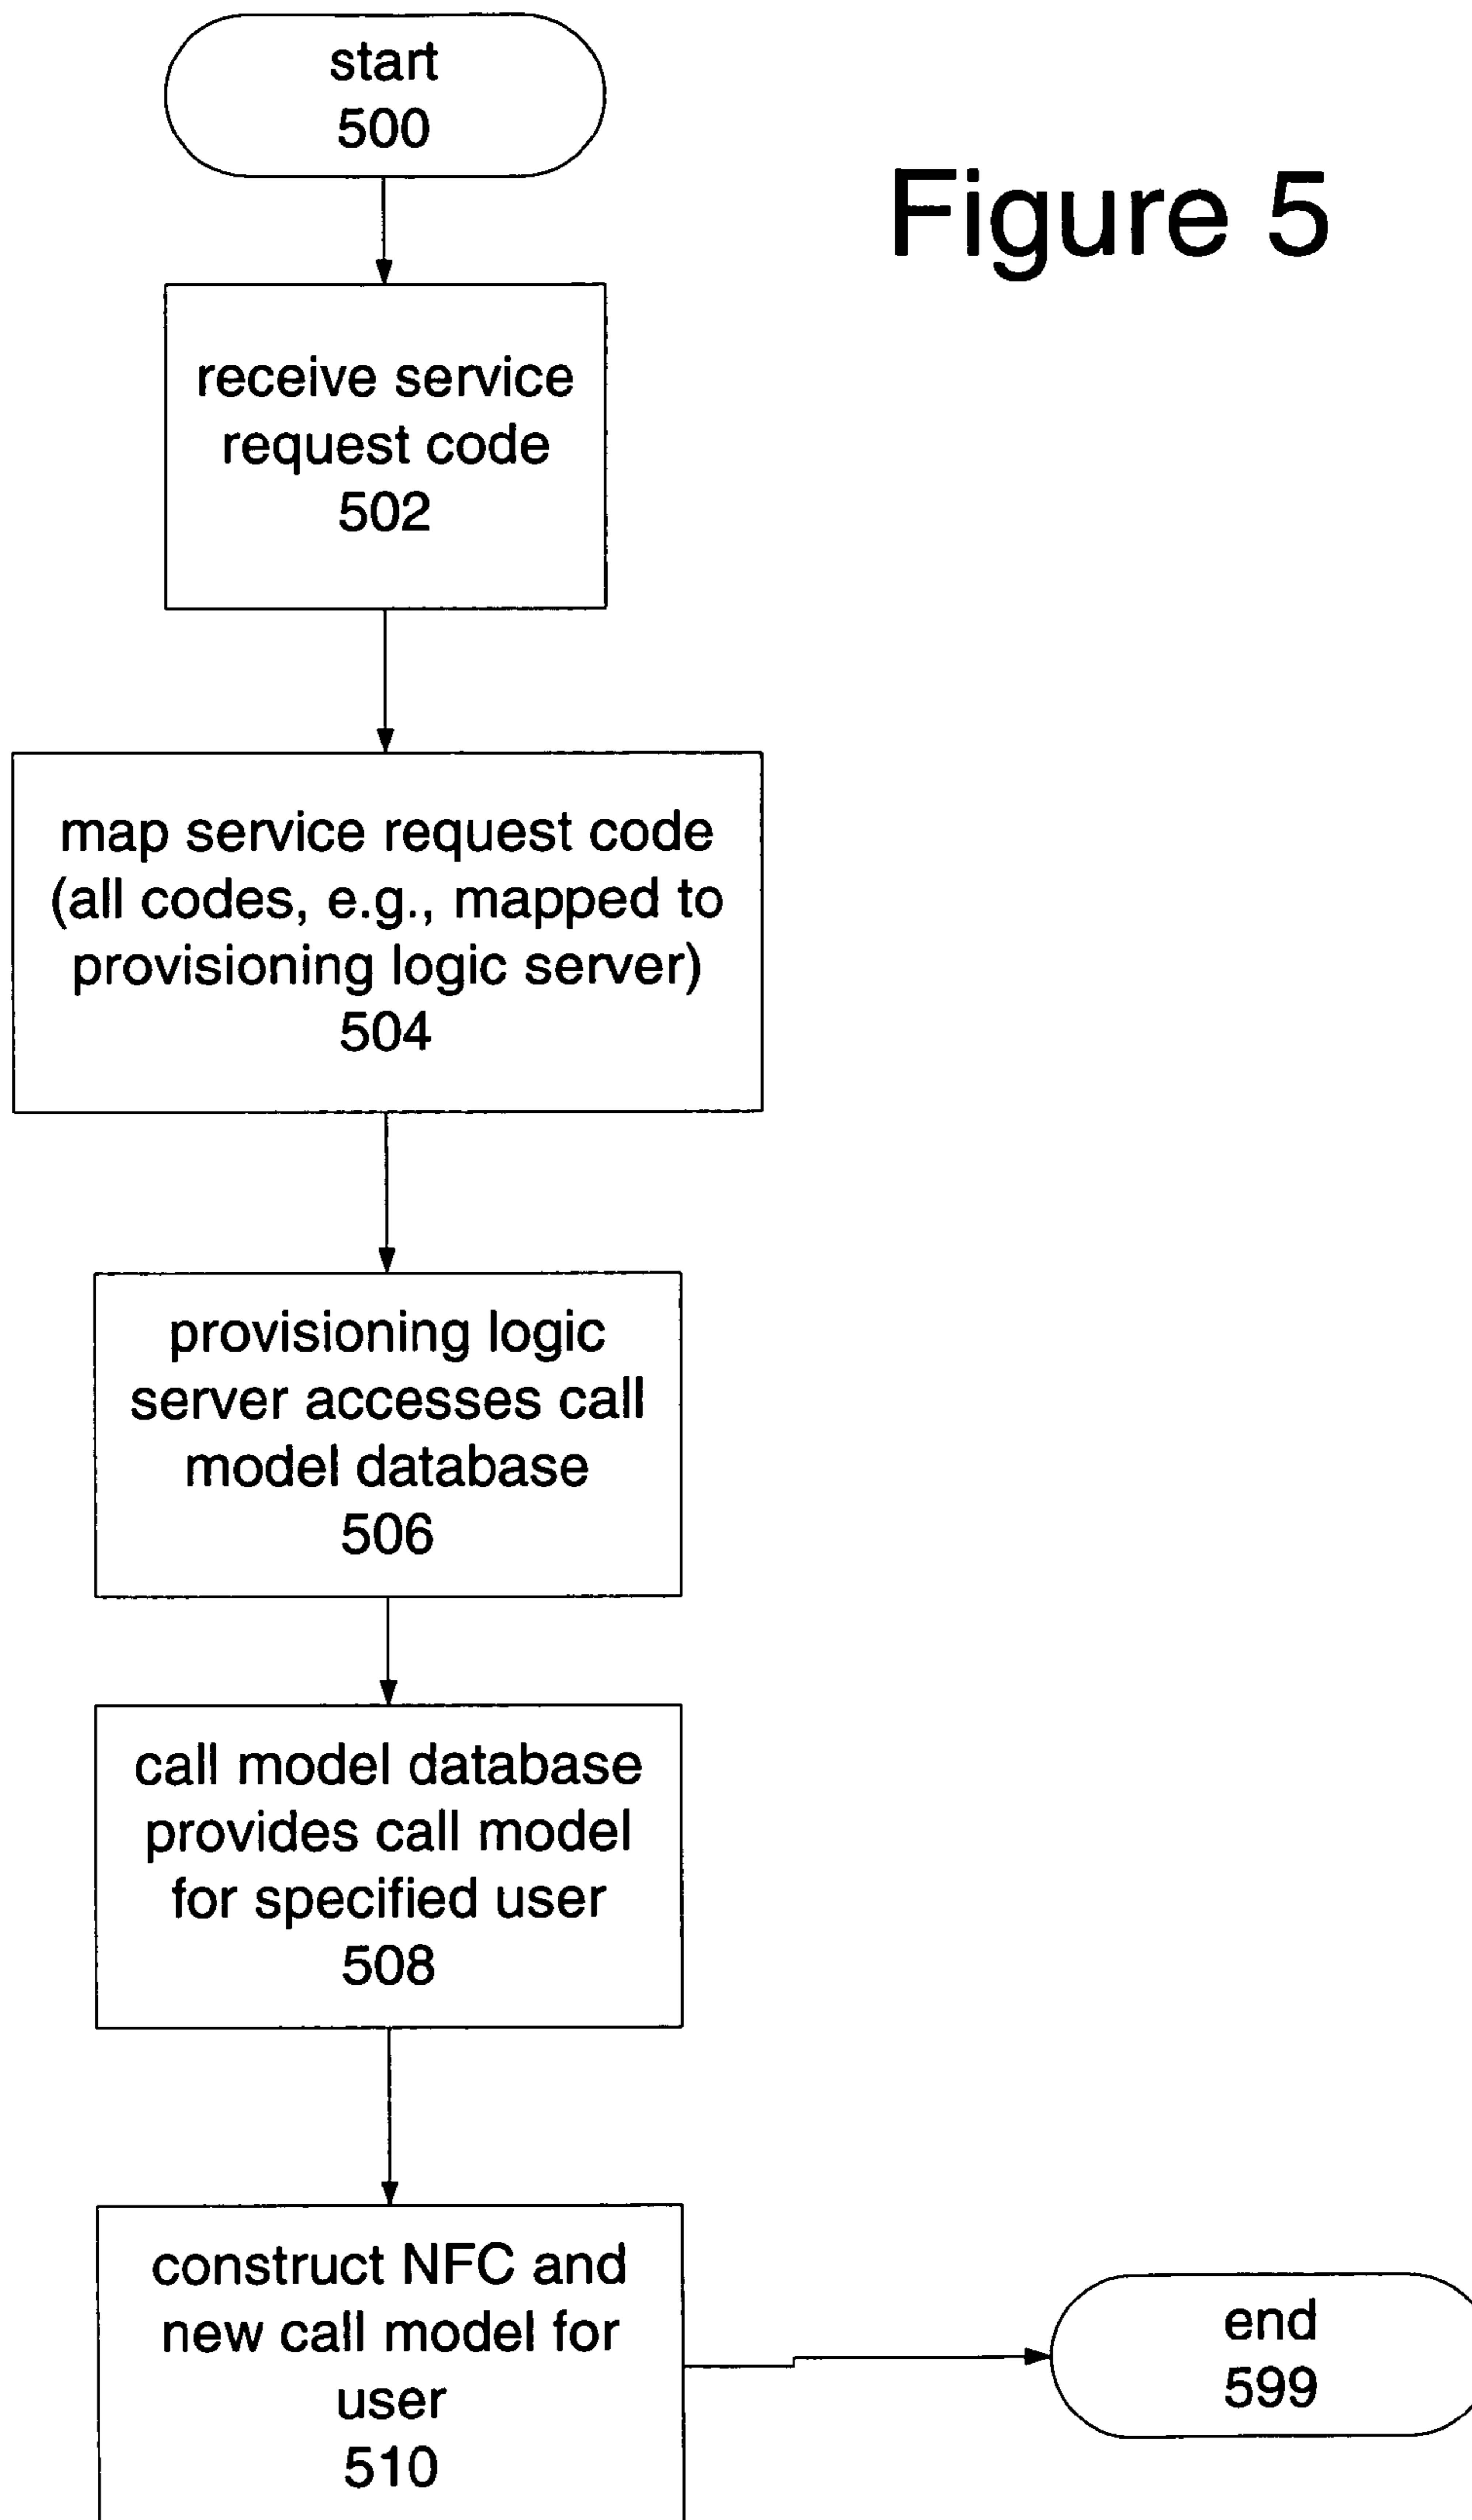 start
500
Figure 5
receive service
request code
502
map service request code
(all codes, e.g., mapped to
provisioning logic server)
504
provisioning logic
server accesses call
model database
506
call model database
provides call model
for specified user
508
construct NFC and
new call model for
user
510
end
599